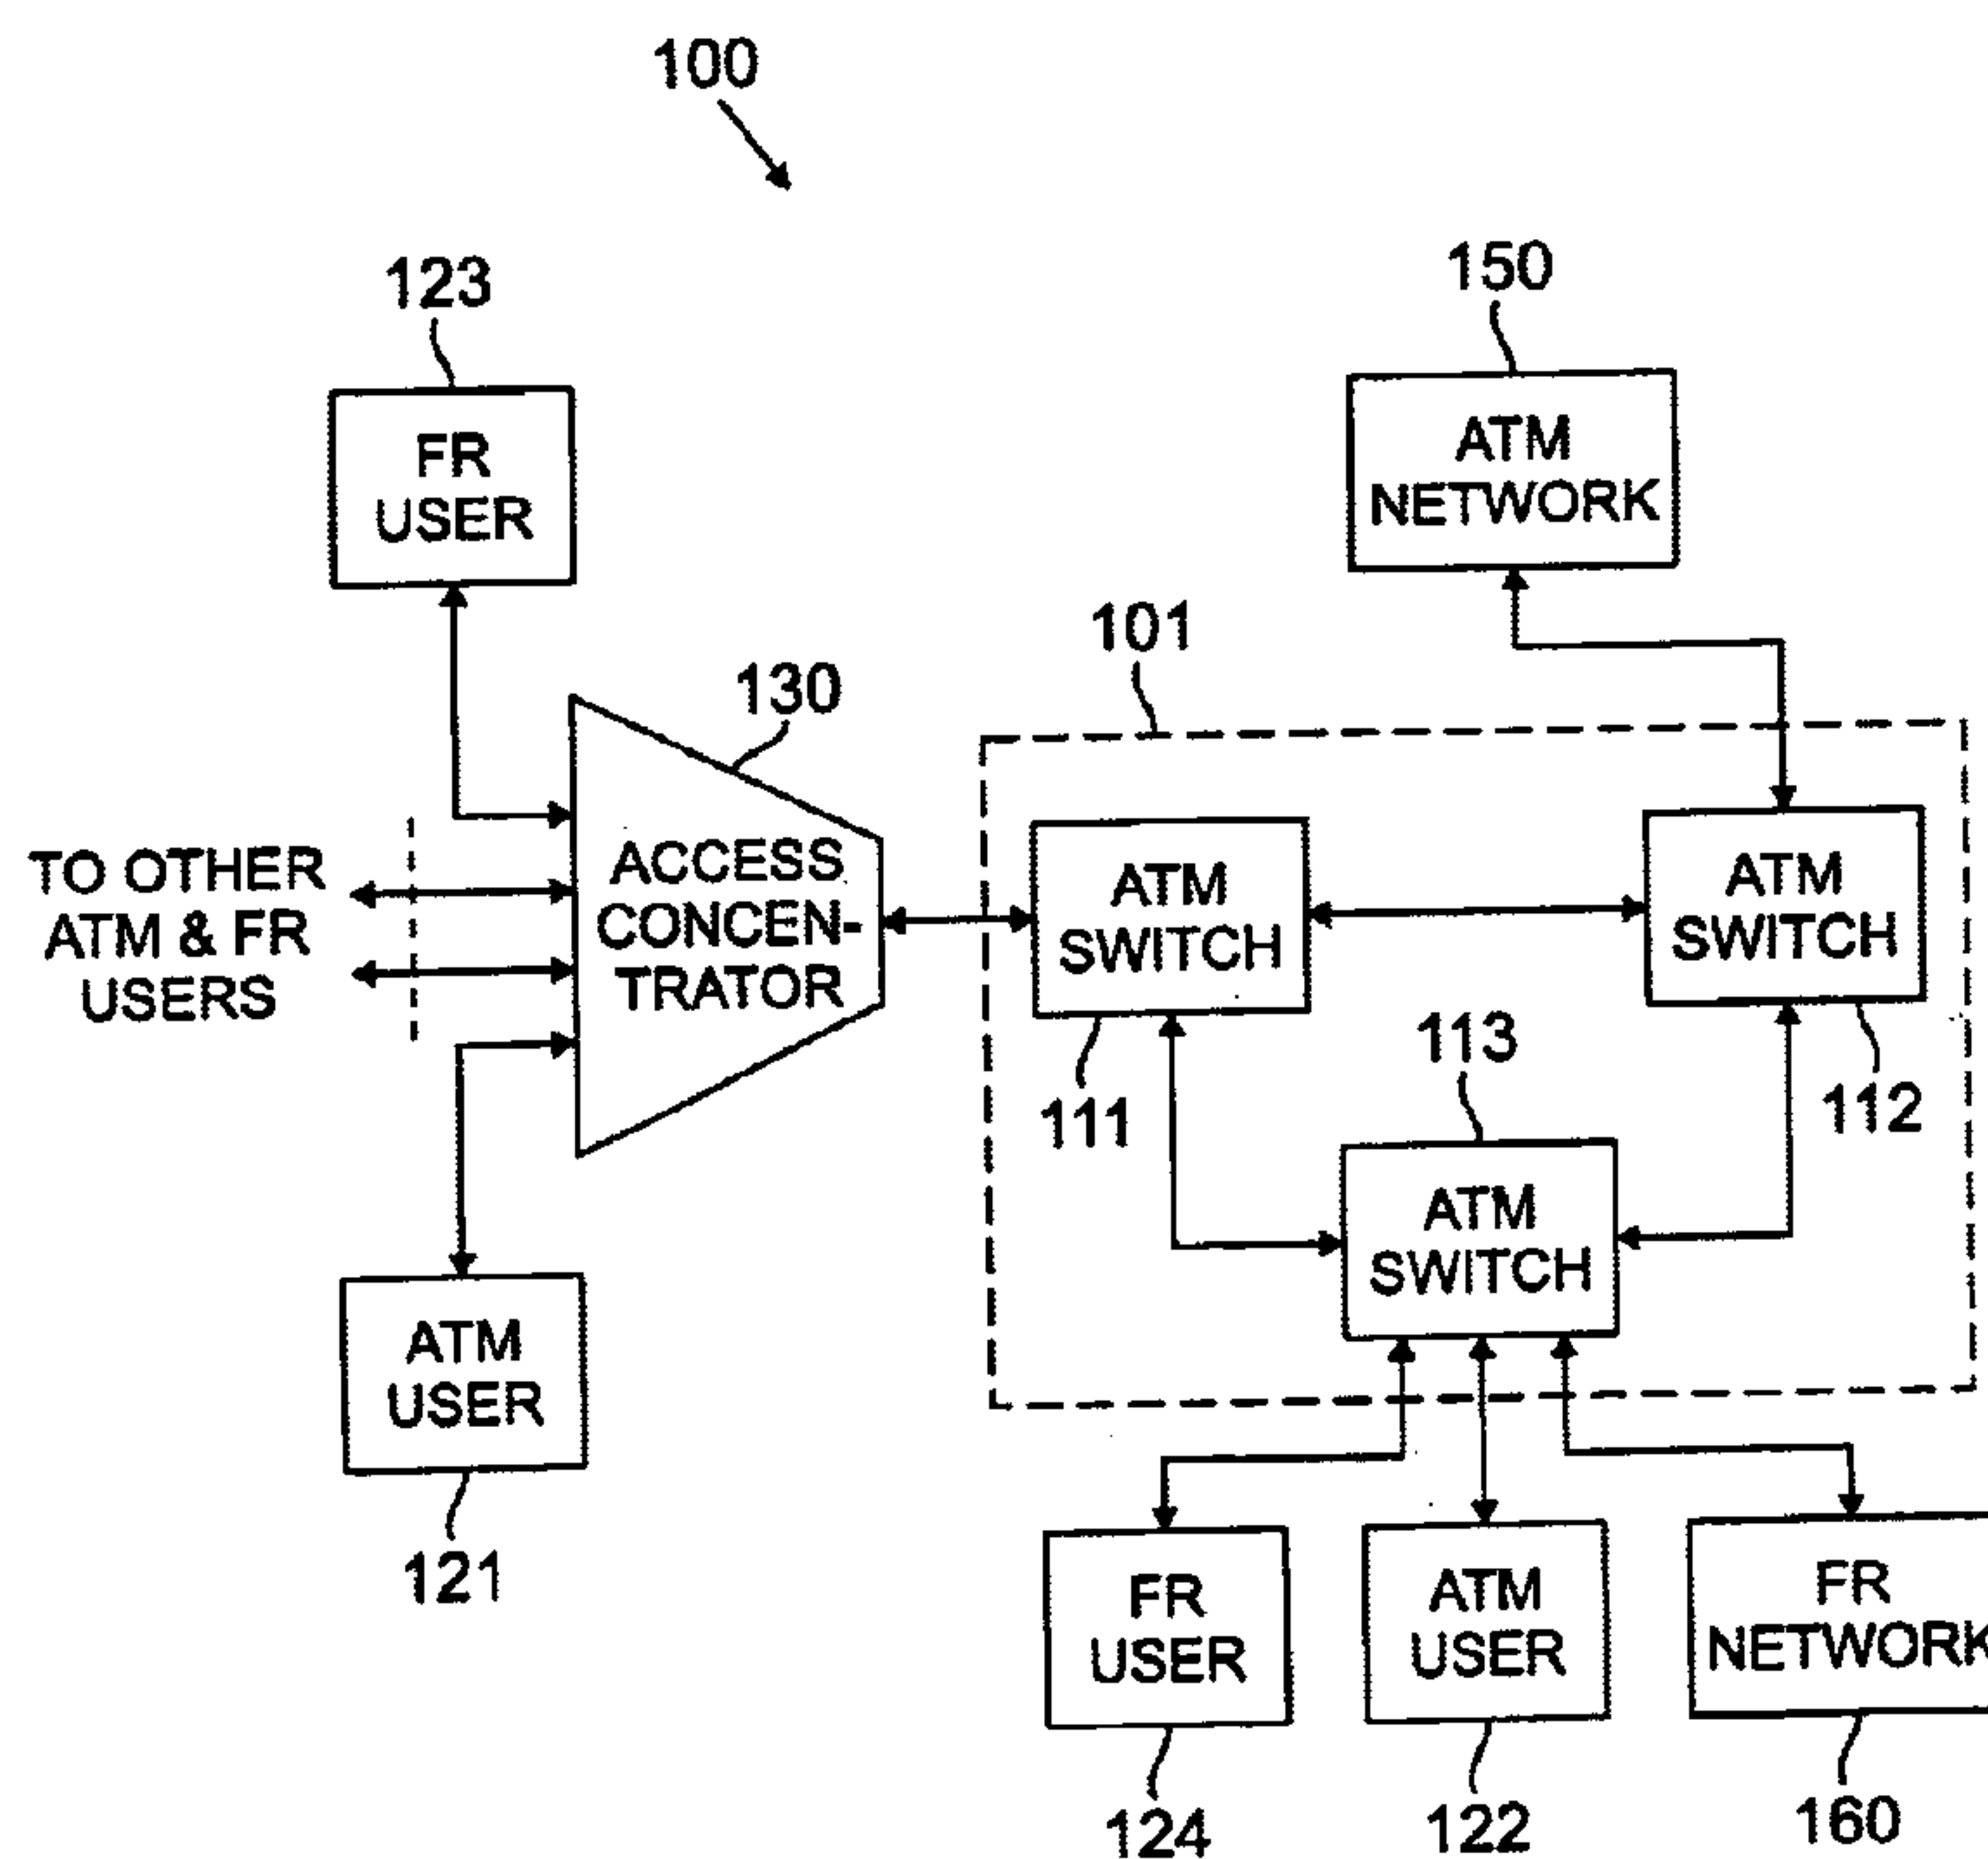 100
123
150
FR
USER
ATM
NETWORK
101
130
TO OTHER
ATM & FR
USERS
ACCESS
CONCEN-
TRATOR
ATM
SWITCH
ATM
SWITCH
111
113
112
ATM
SWITCH
ATM
USER
121
FR
USER
ATM
USER
FR
NETWORK
124
122
160